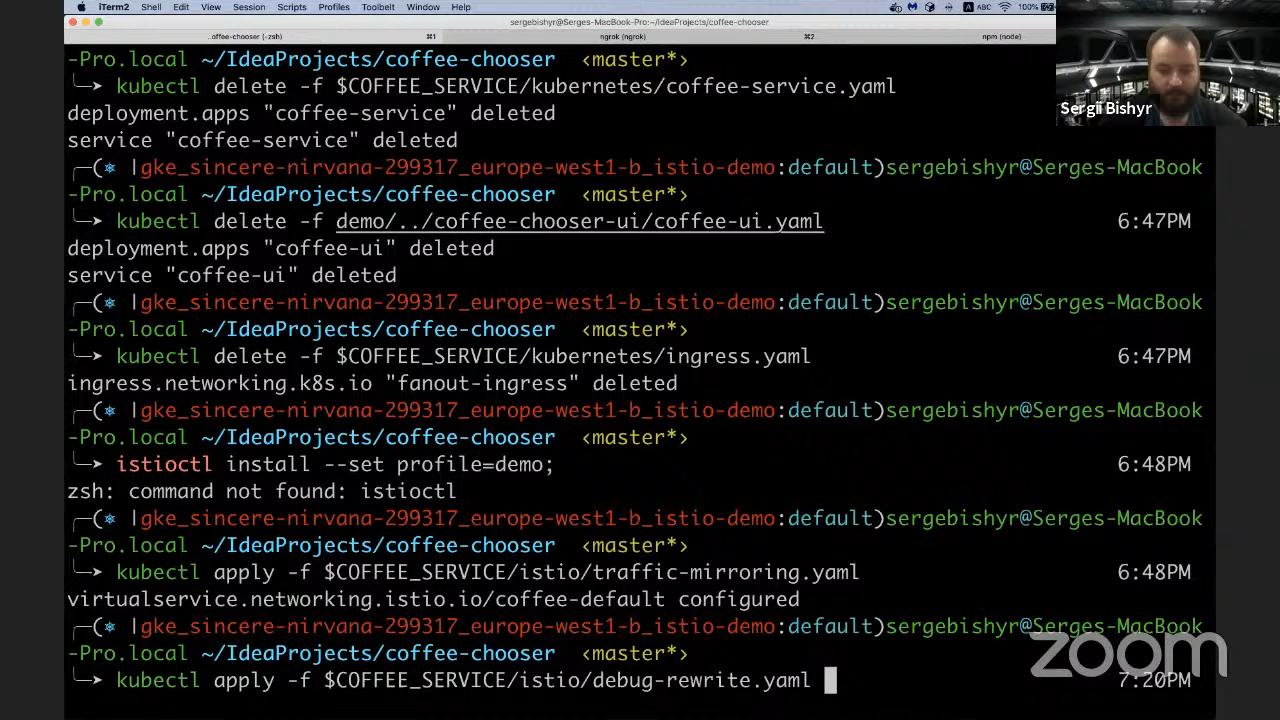 iTerm2 Shell Edit View Session Scripts Profiles Toolbelt Window Help ABC 100%
sergebishyr@Serges-MacBook-Pro:~/IdeaProjects/coffee-chooser
..offee-chooser (-zsh) ⌘1 ngrok (ngrok) ⌘2 npm (node)
-Pro.local ~/IdeaProjects/coffee-chooser ‹master*›
╰─➤ kubectl delete -f $COFFEE_SERVICE/kubernetes/coffee-service.yaml
Sergii Bishyr
deployment.apps "coffee-service" deleted
service "coffee-service" deleted
╭─(⎈ |gke_sincere-nirvana-299317_europe-west1-b_istio-demo:default)sergebishyr@Serges-MacBook
-Pro.local ~/IdeaProjects/coffee-chooser ‹master*›
╰─➤ kubectl delete -f demo/../coffee-chooser-ui/coffee-ui.yaml 6:47PM
deployment.apps "coffee-ui" deleted
service "coffee-ui" deleted
╭─(⎈ |gke_sincere-nirvana-299317_europe-west1-b_istio-demo:default)sergebishyr@Serges-MacBook
-Pro.local ~/IdeaProjects/coffee-chooser ‹master*›
╰─➤ kubectl delete -f $COFFEE_SERVICE/kubernetes/ingress.yaml 6:47PM
ingress.networking.k8s.io "fanout-ingress" deleted
╭─(⎈ |gke_sincere-nirvana-299317_europe-west1-b_istio-demo:default)sergebishyr@Serges-MacBook
-Pro.local ~/IdeaProjects/coffee-chooser ‹master*›
╰─➤ istioctl install --set profile=demo; 6:48PM
zsh: command not found: istioctl
╭─(⎈ |gke_sincere-nirvana-299317_europe-west1-b_istio-demo:default)sergebishyr@Serges-MacBook
-Pro.local ~/IdeaProjects/coffee-chooser ‹master*›
╰─➤ kubectl apply -f $COFFEE_SERVICE/istio/traffic-mirroring.yaml 6:48PM
virtualservice.networking.istio.io/coffee-default configured
╭─(⎈ |gke_sincere-nirvana-299317_europe-west1-b_istio-demo:default)sergebishyr@Serges-MacBook
-Pro.local ~/IdeaProjects/coffee-chooser ‹master*›
╰─➤ kubectl apply -f $COFFEE_SERVICE/istio/debug-rewrite.yaml 7:20PM
zoom